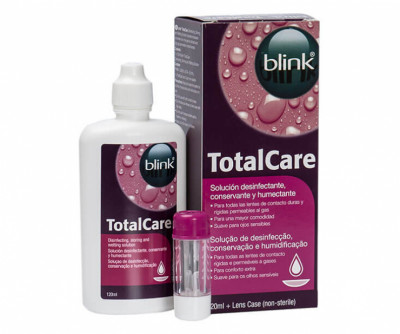 blink
TotalCare
Solución desinfectante,
conservante y humectante
• Para todas las lentes de contacto duras y
rígidas permeables al gas
• Para una mayor comodidad
• Suave para ojos sensibles
Solução de desinfecção,
conservação e humidificação
• Para todas as lentes de contacto
rígidas e permeáveis a gases
• Para conforto extra
• Suave para os olhos sensíveis
20ml + Lens Case (non-sterile)
blink
TotalCare
Disinfecting, storing and
wetting solution
Solución desinfectante, conservante
y humectante
Solução de desinfecção,
conservação e humidificação
120ml